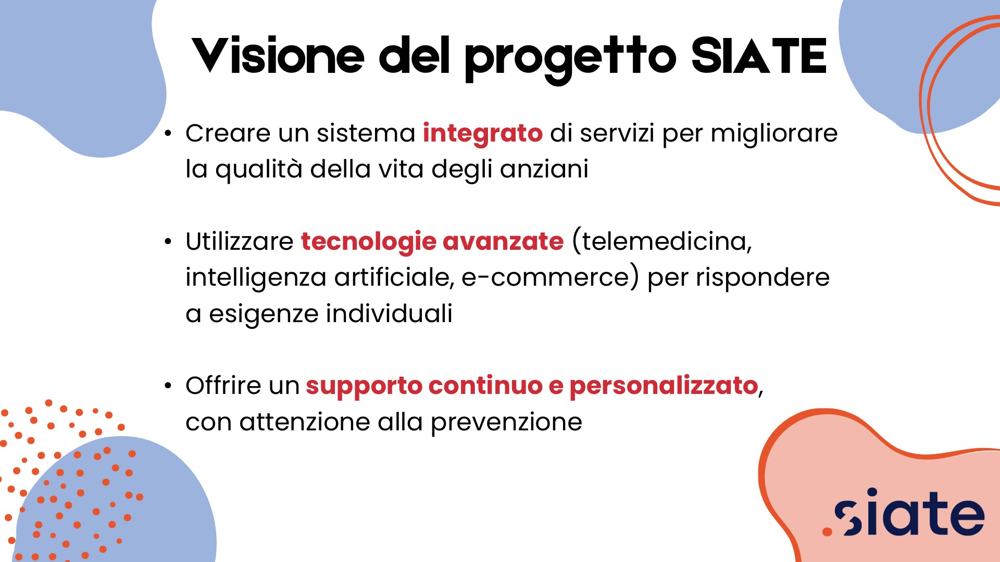 Visione del progetto SIATE
• Creare un sistema integrato di servizi per migliorare
la qualità della vita degli anziani
• Utilizzare tecnologie avanzate (telemedicina,
intelligenza artificiale, e-commerce) per rispondere
a esigenze individuali
• Offrire un supporto continuo e personalizzato,
con attenzione alla prevenzione
.siate